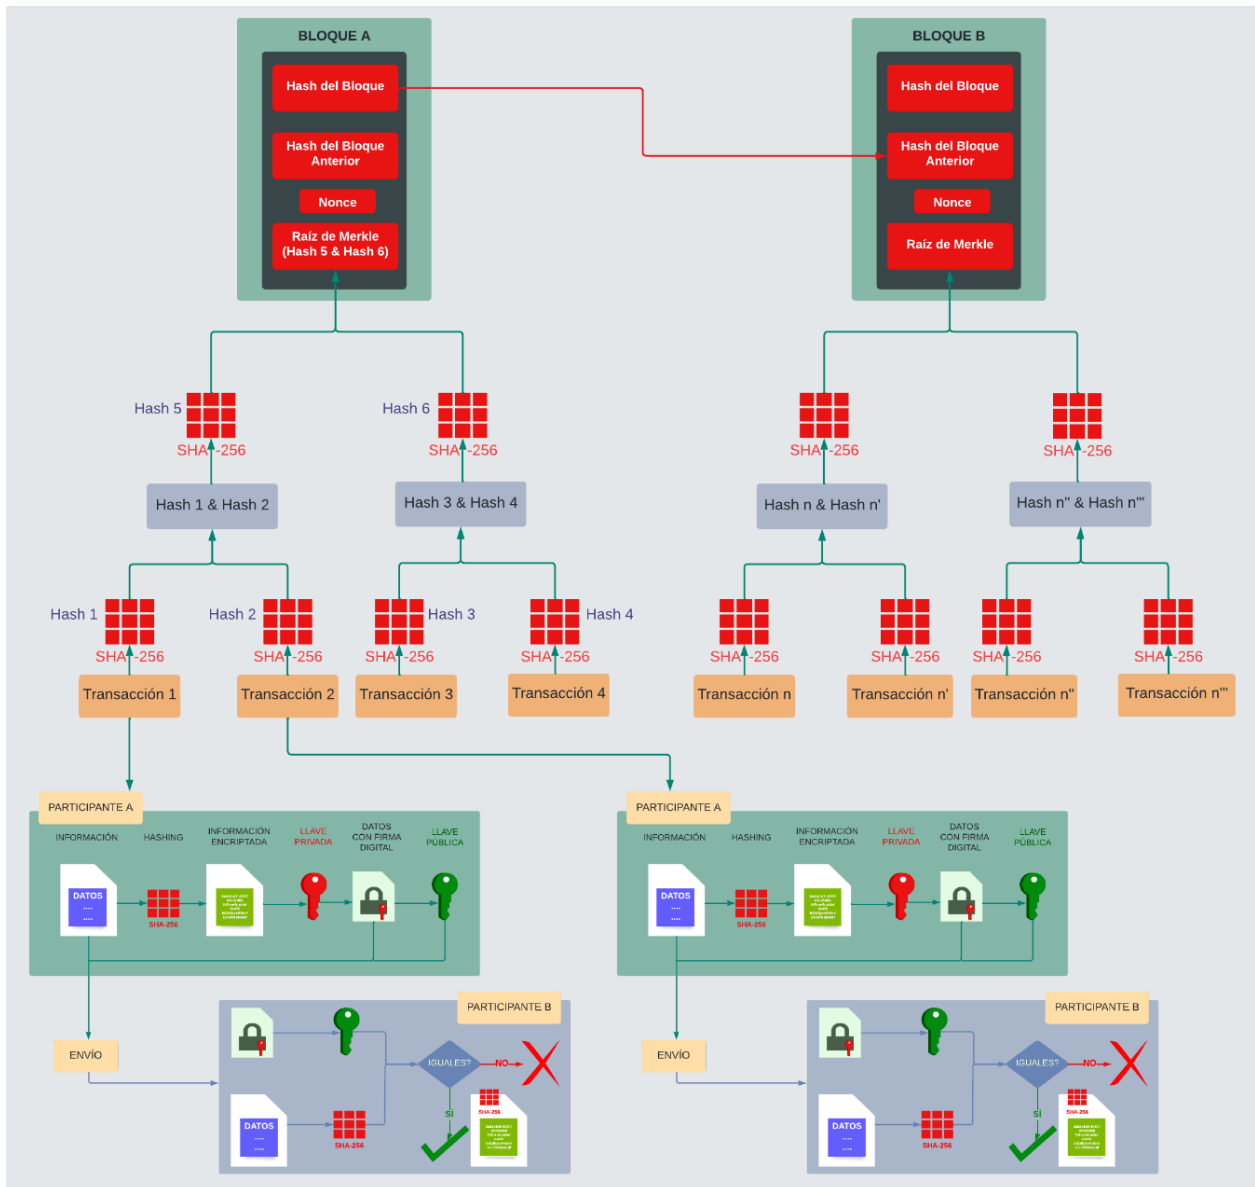 BLOQUE A
BLOQUE B
Hash del Bloque
Hash del Bloque
Hash del Bloque
Anterior
Hash del Bloque
Anterior
Nonce
Nonce
Raíz de Merkle
(Hash 5 & Hash 6)
Raíz de Merkle
Hash 5
Hash 6
SHA-256
SHA-256
SHA-256
SHA-256
Hash 1 & Hash 2
Hash 3 & Hash 4
Hash n & Hash n'
Hash n'' & Hash n'''
Hash 1
Hash 2
Hash 3
Hash 4
SHA-256
SHA-256
SHA-256
SHA-256
SHA-256
SHA-256
SHA-256
SHA-256
Transacción 1
Transacción 2
Transacción 3
Transacción 4
Transacción n
Transacción n'
Transacción n''
Transacción n'''
PARTICIPANTE A
INFORMACIÓN
HASHING
INFORMACIÓN
ENCRIPTADA
LLAVE
PRIVADA
DATOS
CON FIRMA
DIGITAL
LLAVE
PÚBLICA
DATOS
....
....
SHA-256
PARTICIPANTE A
INFORMACIÓN
HASHING
INFORMACIÓN
ENCRIPTADA
LLAVE
PRIVADA
DATOS
CON FIRMA
DIGITAL
LLAVE
PÚBLICA
DATOS
....
....
SHA-256
ENVÍO
PARTICIPANTE B
IGUALES?
NO
SÍ
DATOS
....
....
SHA-256
SHA-256
ENVÍO
PARTICIPANTE B
IGUALES?
NO
SÍ
DATOS
....
....
SHA-256
SHA-256